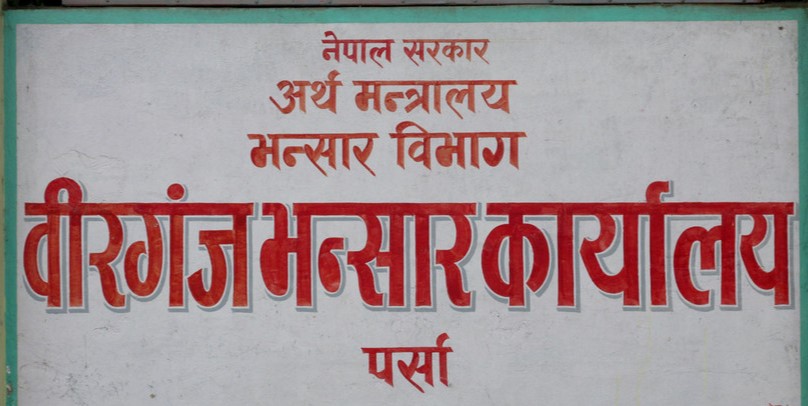 नेपाल सरकार
अर्थ मन्त्रालय
भन्सार विभाग
वीरगंज भन्सार कार्यालय
पर्सा